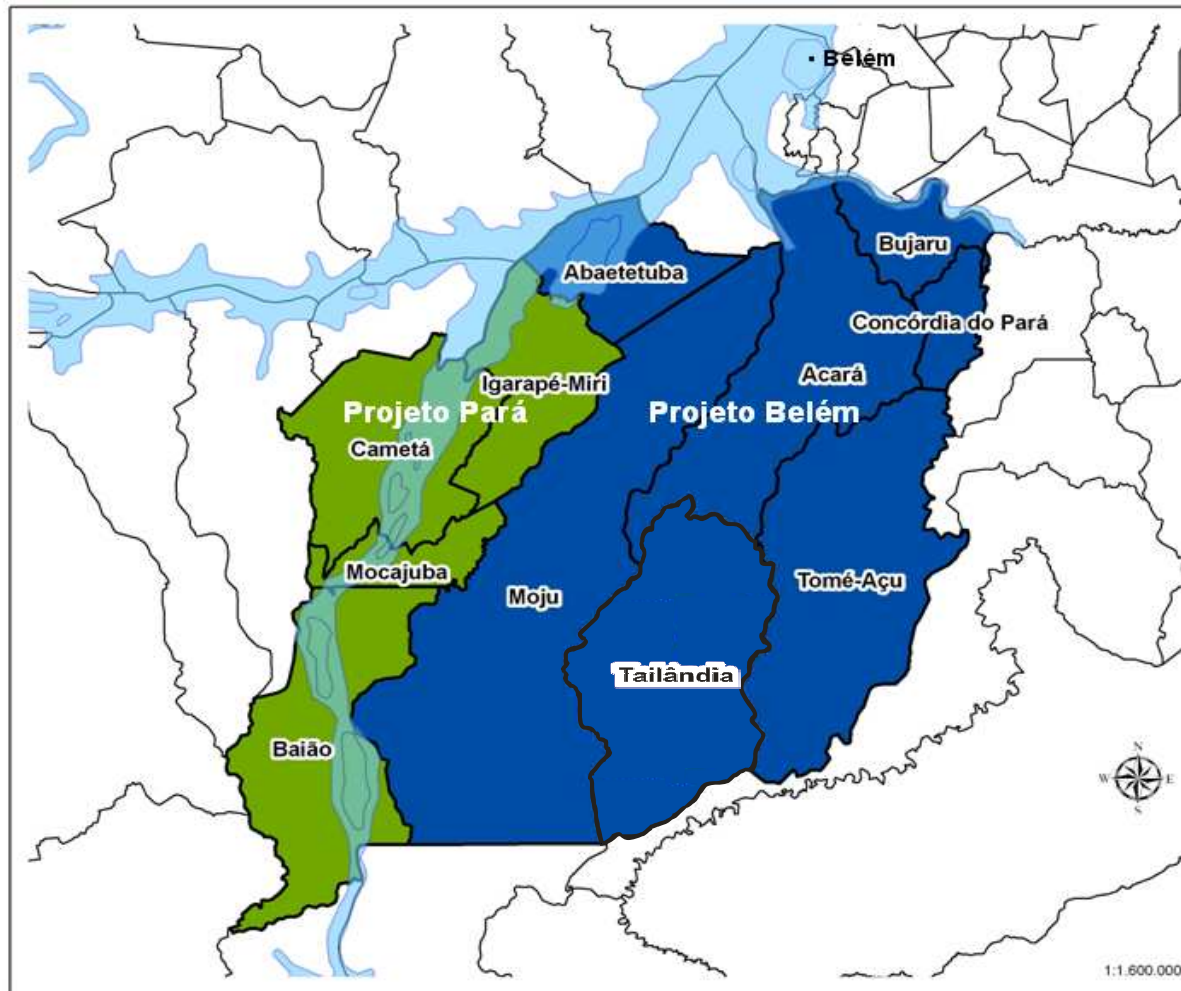 Belém
Bujaru
Abaetetuba
Concórdia do Pará
Acará
Igarapé-Miri
Projeto Pará
Projeto Belém
Cametá
Mocajuba
Moju
Tomé-Açu
Tailândia
Baião
N
W E
S
1:1.600.000